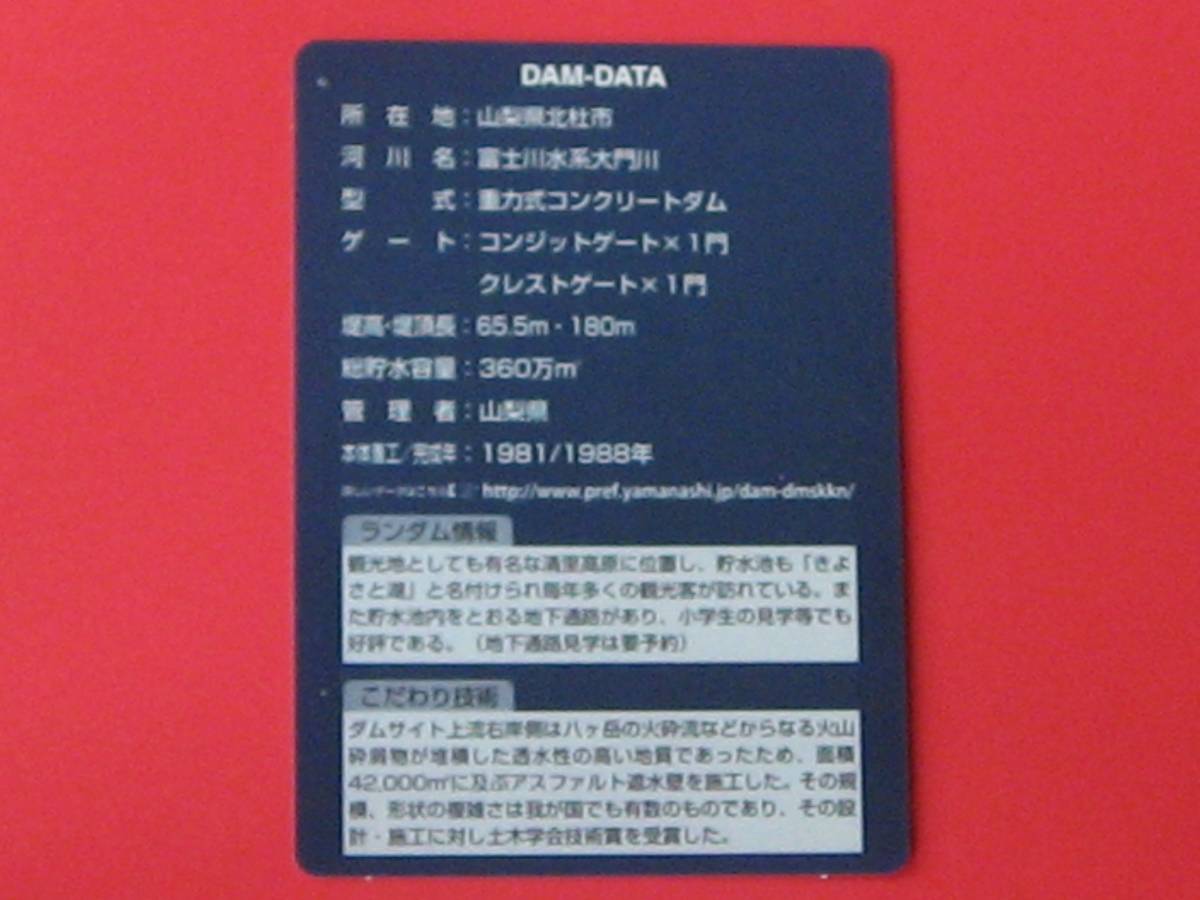 DAM-DATA
所在地：山梨県北杜市
河川名：富士川水系大門川
型式：重力式コンクリートダム
ゲート：コンジットゲート×1門
クレストゲート×1門
堤高・堤頂長：65.5m・180m
総貯水容量：360万㎥
管理者：山梨県
本体着工／完成年：1981/1988年
詳しいデータはこちら http://www.pref.yamanashi.jp/dam-dmskkn/
ランダム情報
観光地としても有名な清里高原に位置し、貯水池も「きよ
さと湖」と名付けられ毎年多くの観光客が訪れている。ま
た貯水池内をとおる地下通路があり、小学生の見学等でも
好評である。（地下通路見学は要予約）
こだわり技術
ダムサイト上流右岸側は八ヶ岳の火砕流などからなる火山
砕屑物が堆積した透水性の高い地質であったため、面積
42,000㎡に及ぶアスファルト遮水壁を施工した。その規
模、形状の複雑さは我が国でも有数のものであり、その設
計・施工に対し土木学会技術賞を受賞した。